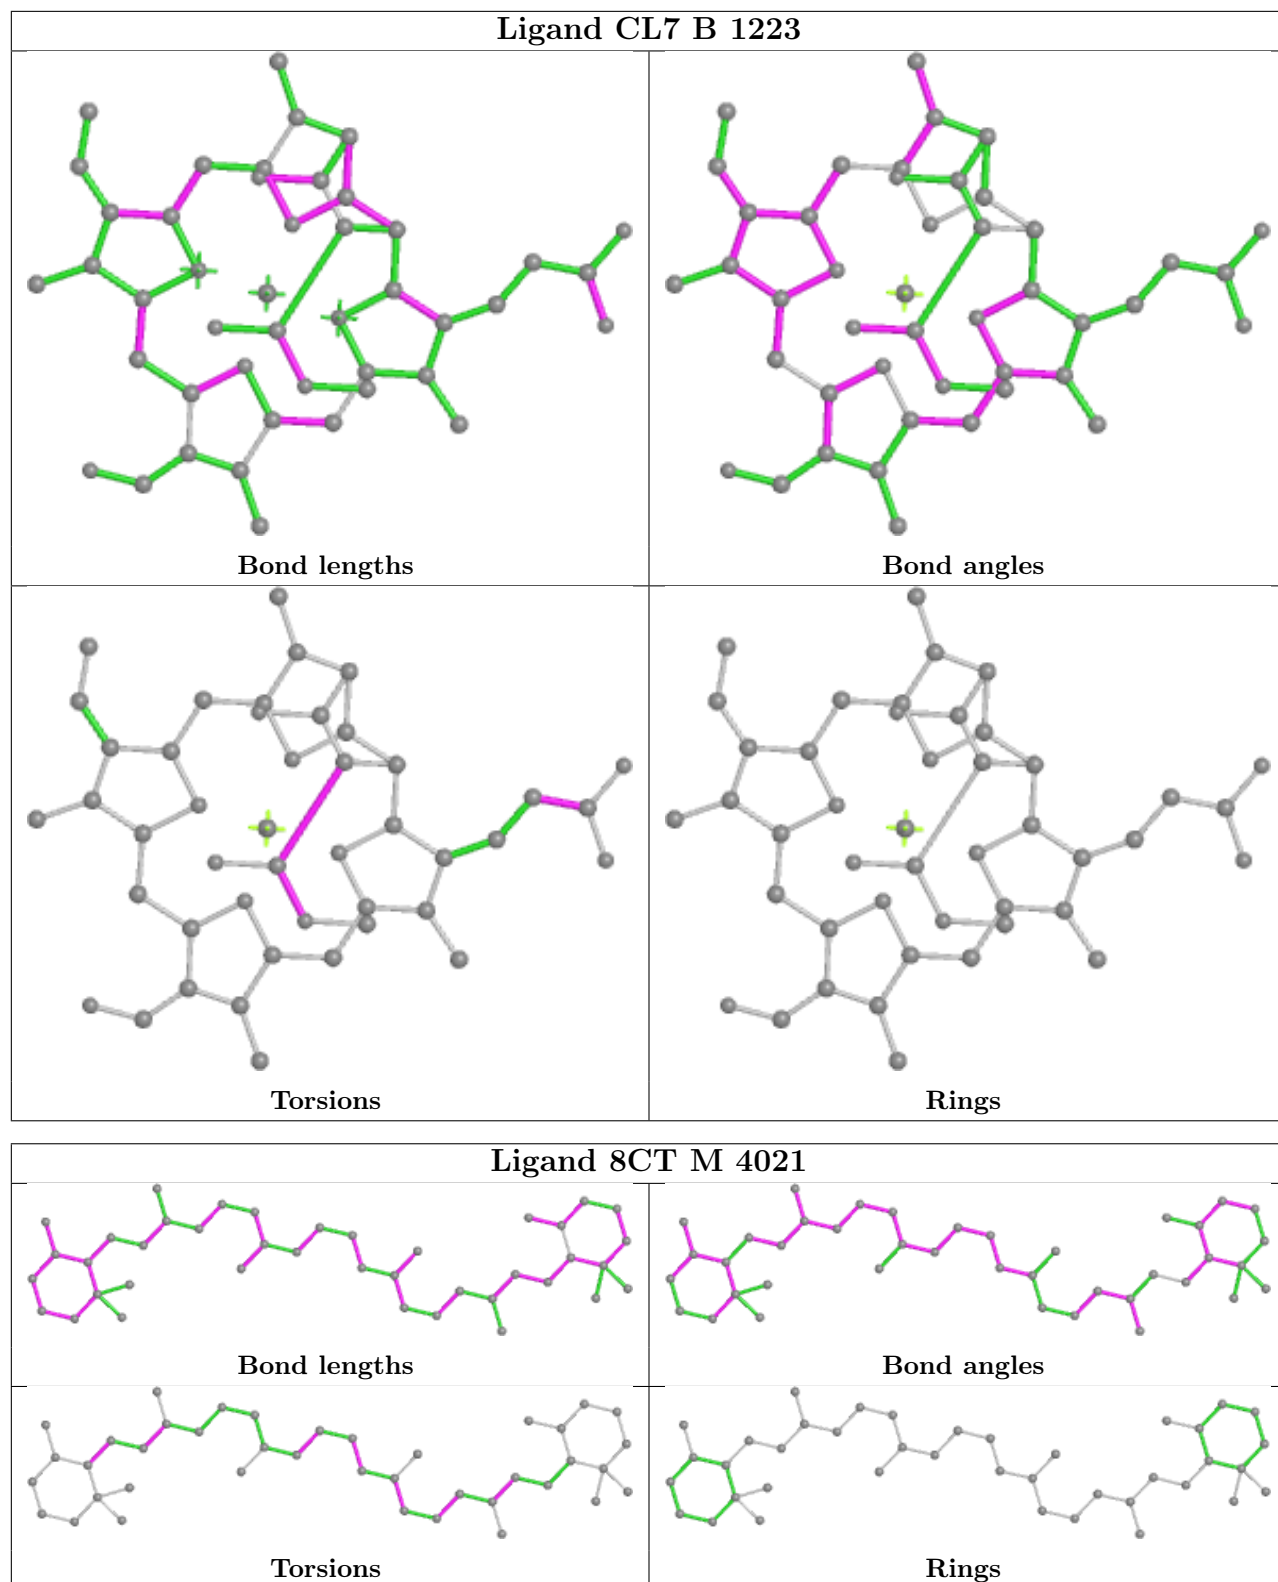 Ligand CL7 B 1223
Bond lengths
Bond angles
Torsions
Rings
Ligand 8CT M 4021
Bond lengths
Bond angles
Torsions
Rings